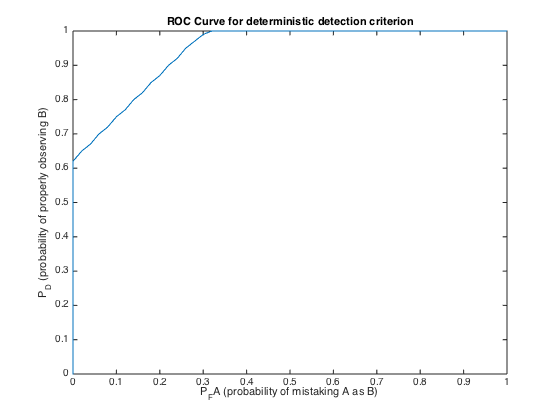 ROC Curve for deterministic detection criterion
1
0.9
0.8
0.7
0.6
0.5
0.4
0.3
0.2
0.1
0
P_D (probability of properly observing B)
0 0.1 0.2 0.3 0.4 0.5 0.6 0.7 0.8 0.9 1
P_FA (probability of mistaking A as B)